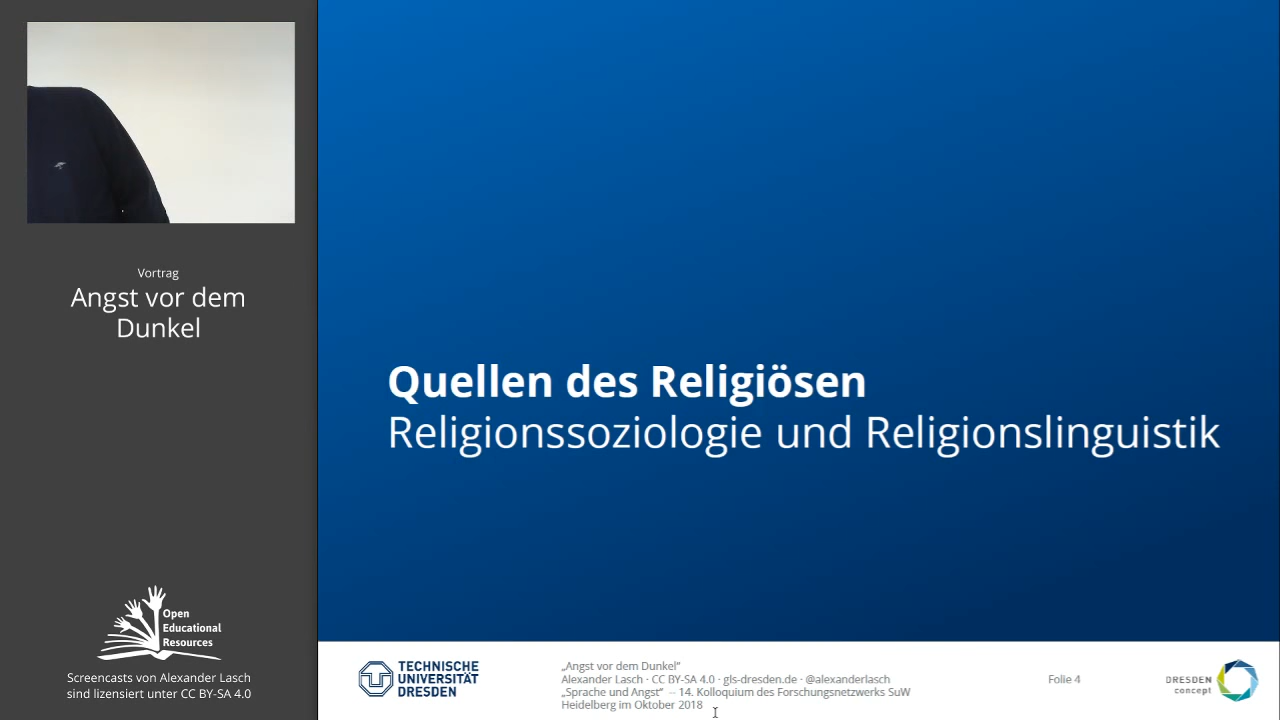 Vortrag
Angst vor dem
Dunkel
Open
Educational
Resources
Screencasts von Alexander Lasch
sind lizensiert unter CC BY-SA 4.0
Quellen des Religiösen
Religionssoziologie und Religionslinguistik
TECHNISCHE
UNIVERSITÄT
DRESDEN
„Angst vor dem Dunkel“
Alexander Lasch · CC BY-SA 4.0 · gls-dresden.de · @alexanderlasch
„Sprache und Angst“ – 14. Kolloquium des Forschungsnetzwerks SuW
Heidelberg im Oktober 2018
Folie 4
DRESDEN
concept